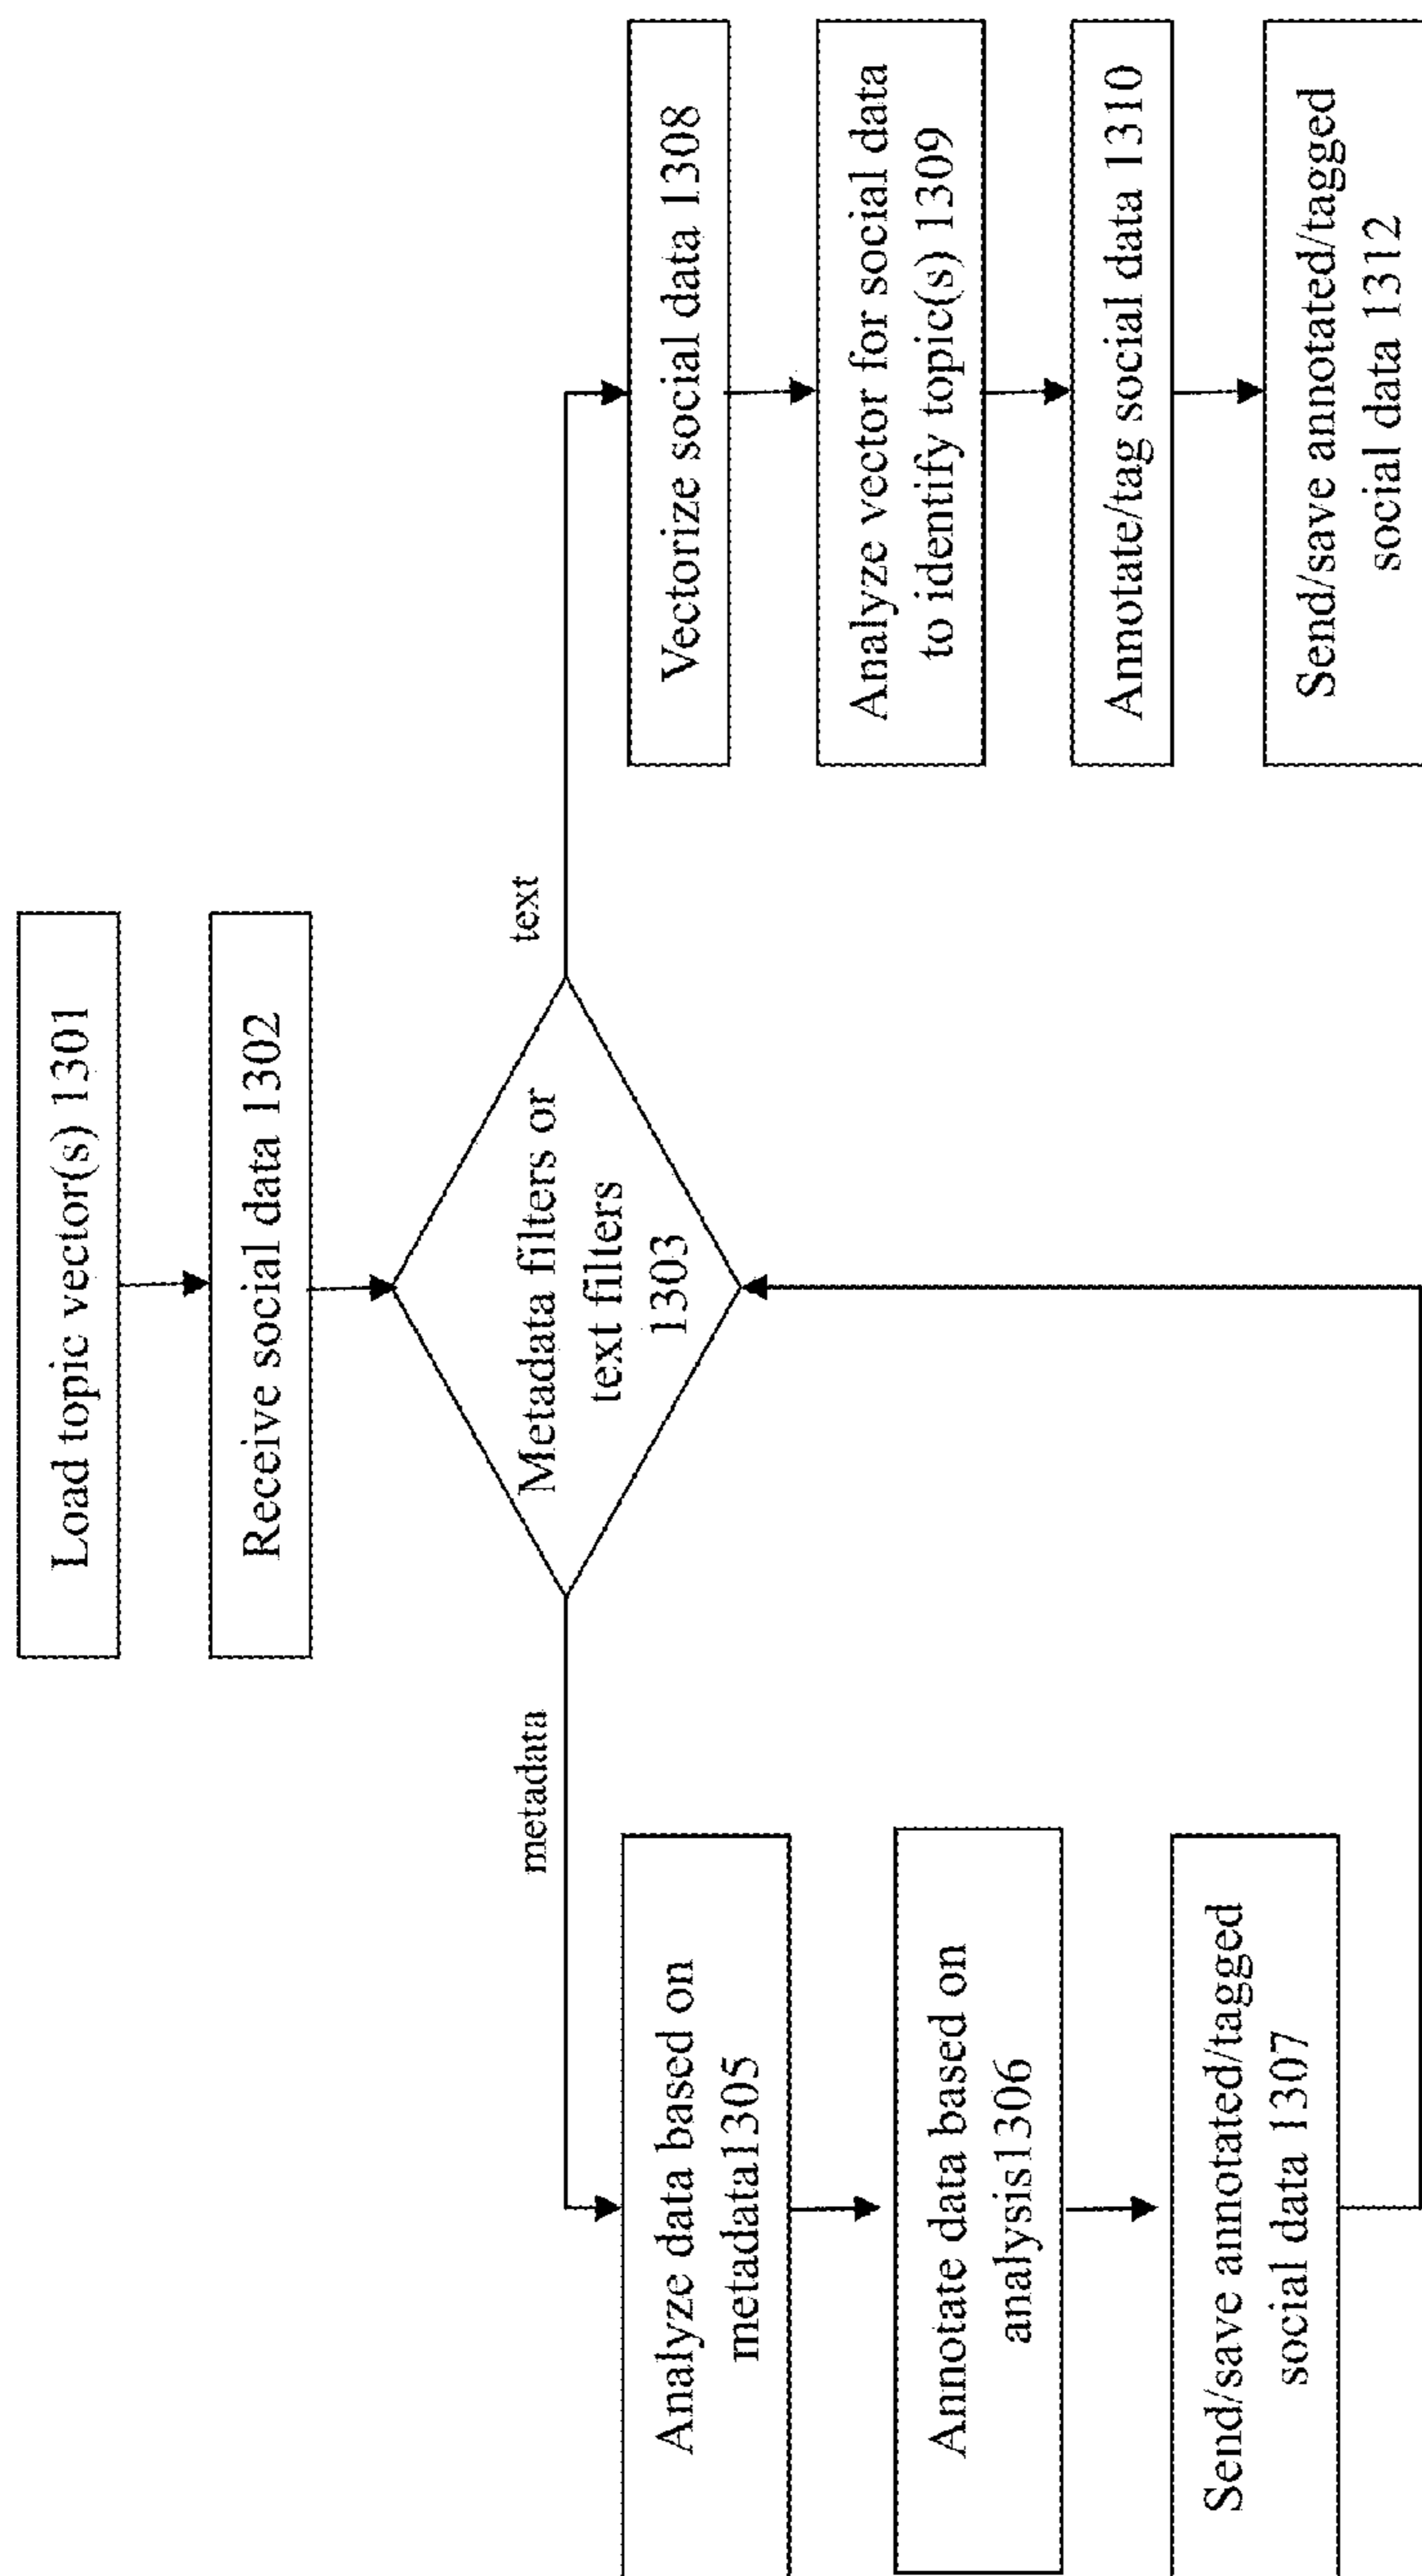 Load topic vector(s) 1301
Receive social data 1302
Metadata filters or
text filters
1303
metadata
text
Analyze data based on
metadata1305
Annotate data based on
analysis1306
Send/save annotated/tagged
social data 1307
Vectorize social data 1308
Analyze vector for social data
to identify topic(s) 1309
Annotate/tag social data 1310
Send/save annotated/tagged
social data 1312